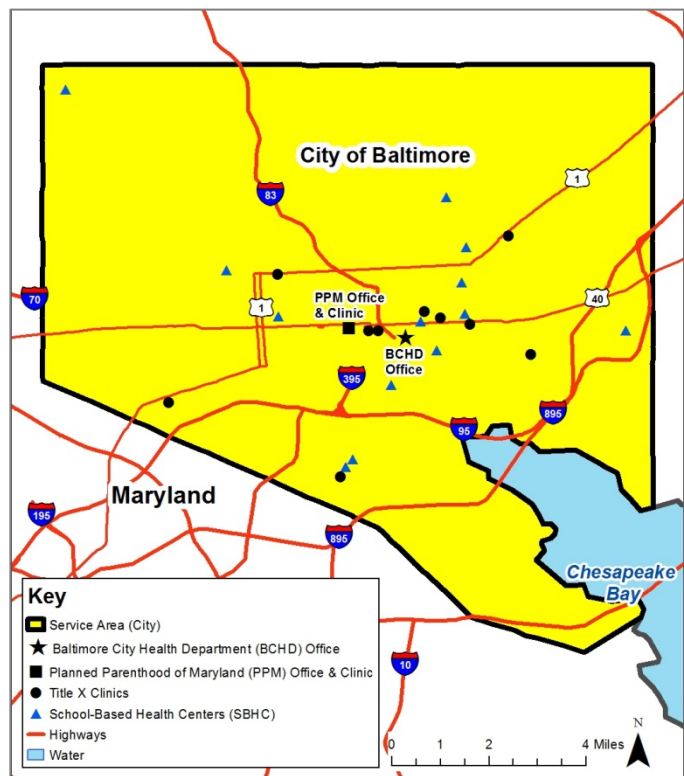 City of Baltimore
1
83
70
1
PPM Office
& Clinic
40
BCHD
Office
395
95
895
Maryland
195
895
Chesapeake
Bay
10
Key
Service Area (City)
Baltimore City Health Department (BCHD) Office
Planned Parenthood of Maryland (PPM) Office & Clinic
Title X Clinics
School-Based Health Centers (SBHC)
Highways
Water
N
0 1 2 4 Miles